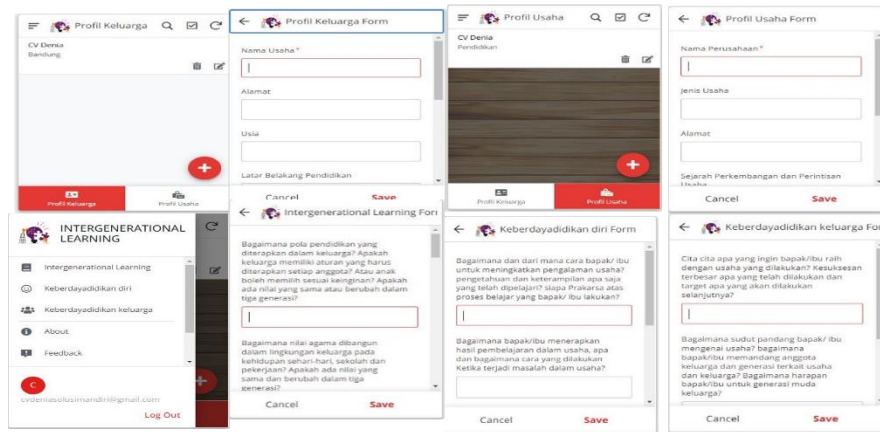 Profil Keluarga
CV Denia
Bandung
Profil Keluarga
Profil Usaha
Profil Keluarga Form
Nama Usaha*
Alamat
Usia
Latar Belakang Pendidikan
Cancel
Save
Profil Usaha
CV Denia
Pendidikan
Profil Keluarga
Profil Usaha
Profil Usaha Form
Nama Perusahaan*
Jenis Usaha
Alamat
Sejarah Perkembangan dan Perintisan
Usaha
Cancel
Save
INTERGENERATIONAL
LEARNING
Intergenerational Learning
Keberdayadidikan diri
Keberdayadidikan keluarga
About
Feedback
C
cvdeniasolusimandiri@gmail.com
Log Out
Intergenerational Learning Forr
Bagaimana pola pendidikan yang
diterapkan dalam keluarga? Apakah
keluarga memiliki aturan yang harus
diterapkan setiap anggota? Atau anak
boleh memilih sesuai keinginan? Apakah
ada nilai yang sama atau berubah dalam
tiga generasi?
Bagaimana nilai agama dibangun
dalam lingkungan keluarga pada
kehidupan sehari-hari, sekolah dan
pekerjaan? Apakah ada nilai yang
sama dan berubah dalam tiga
generasi?
Cancel
Save
Keberdayadidikan diri Form
Bagaimana dan dari mana cara bapak/ ibu
untuk meningkatkan pengalaman usaha?
pengetahuan dan keterampilan apa saja
yang telah dipelajari? siapa Prakarsa atas
proses belajar yang bapak/ ibu lakukan?
Bagaimana bapak/ibu menerapkan
hasil pembelajaran dalam usaha, apa
dan bagaimana cara yang dilakukan
Ketika terjadi masalah dalam usaha?
Cancel
Save
Keberdayadidikan keluarga For
Cita cita apa yang ingin bapak/ibu raih
dengan usaha yang dilakukan? Kesuksesan
terbesar apa yang telah dilakukan dan
target apa yang akan dilakukan
selanjutnya?
Bagaimana sudut pandang bapak/ ibu
mengenai usaha? bagaimana
bapak/ibu memandang anggota
keluarga dan generasi terkait usaha
dan keluarga? Bagaimana harapan
bapak/ibu untuk generasi muda
keluarga?
Cancel
Save